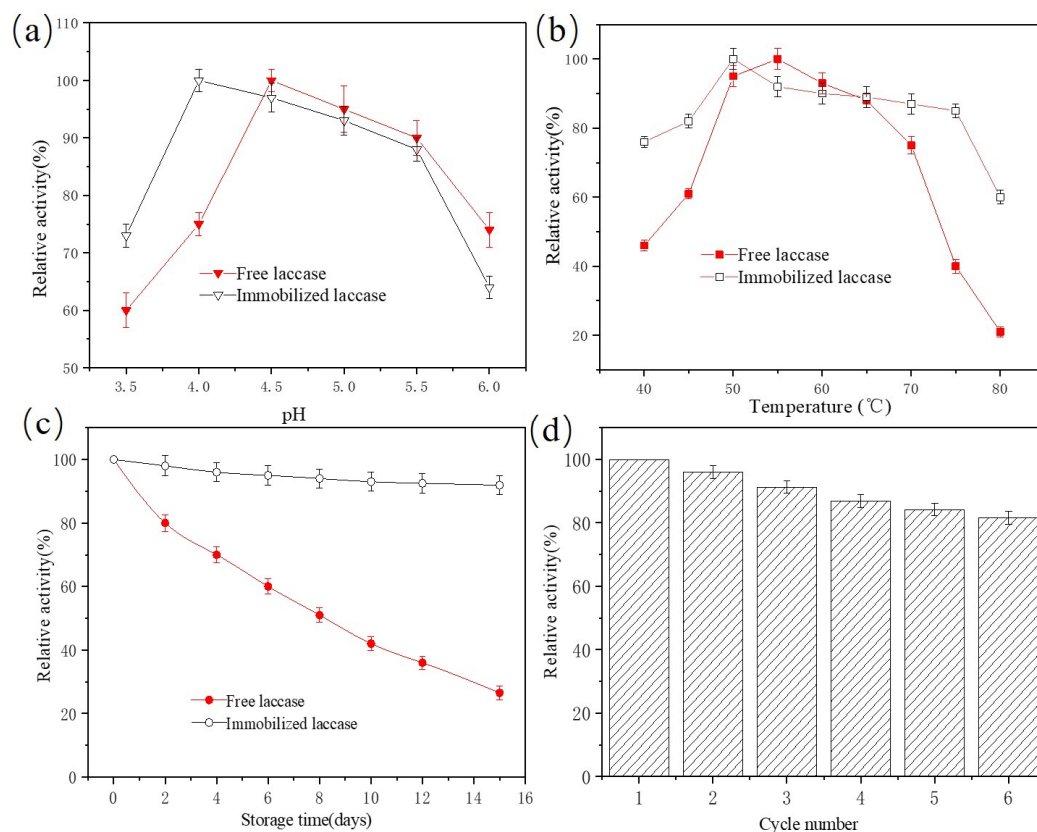 (a)
110
100
90
80
70
60
50
Relative activity(%)
Free laccase
Immobilized laccase
3.5 4.0 4.5 5.0 5.5 6.0
pH
(b)
100
80
60
40
20
Relative activity(%)
Free laccase
Immobilized laccase
40 50 60 70 80
Temperature (℃)
(c)
100
80
60
40
20
0
Relative activity(%)
Free laccase
Immobilized laccase
0 2 4 6 8 10 12 14 16
Storage time(days)
(d)
100
80
60
40
20
0
Relative activity(%)
1 2 3 4 5 6
Cycle number